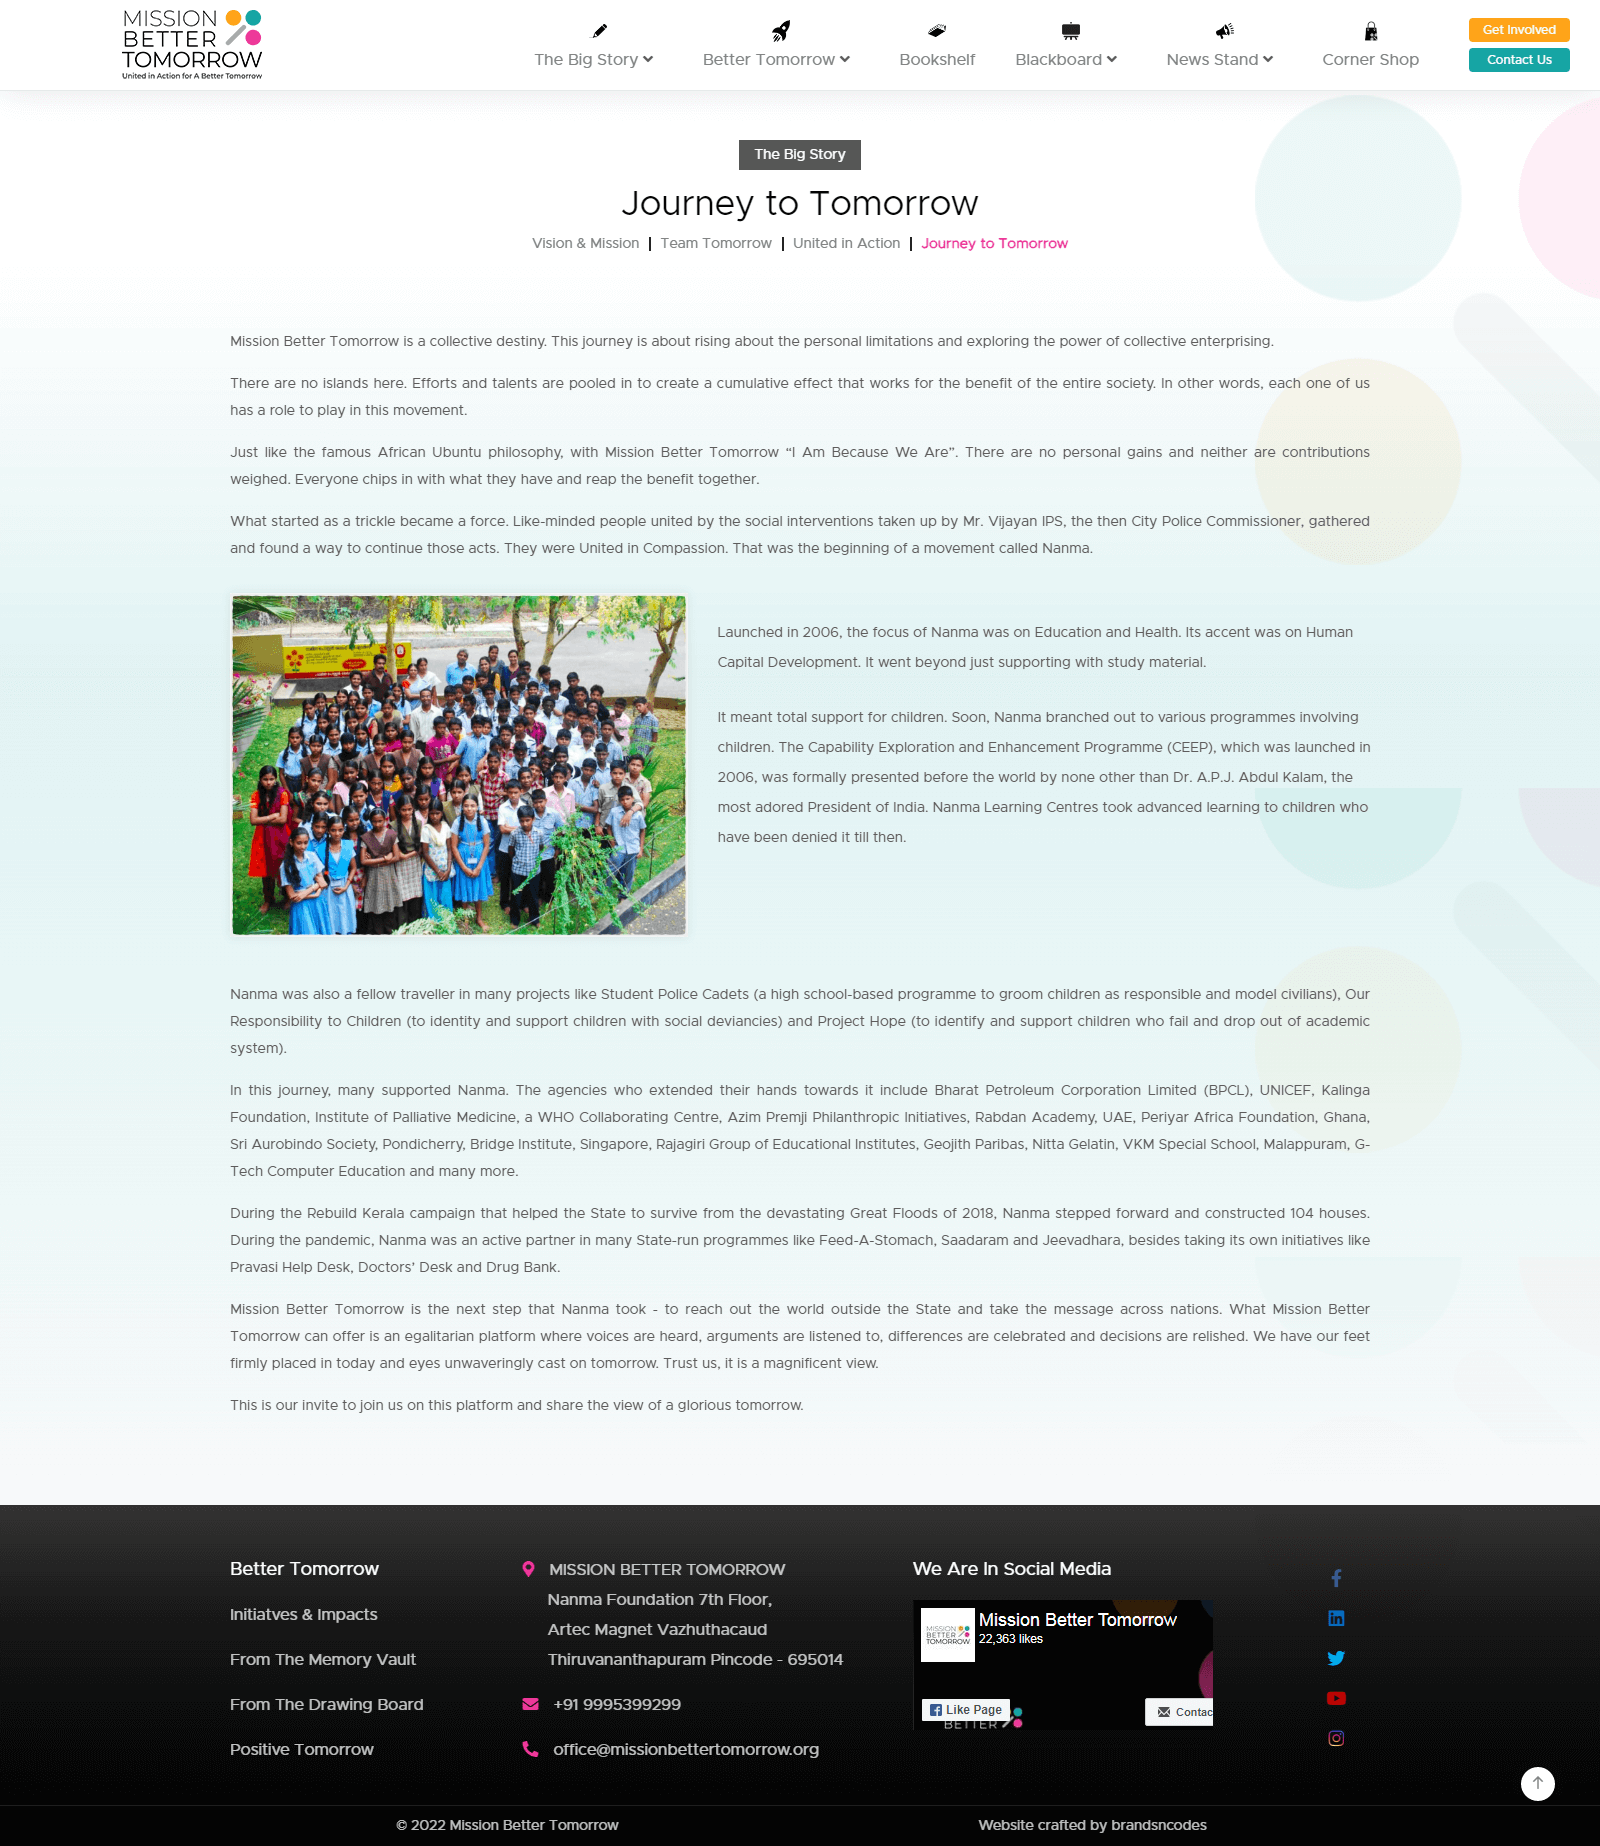 MISSION
BETTER
TOMORROW
United in Action for A Better Tomorrow
The Big Story
Better Tomorrow
Bookshelf
Blackboard
News Stand
Corner Shop
Get Involved
Contact Us
The Big Story
Journey to Tomorrow
Vision & Mission | Team Tomorrow | United in Action | Journey to Tomorrow
Mission Better Tomorrow is a collective destiny. This journey is about rising about the personal limitations and exploring the power of collective enterprising.
There are no islands here. Efforts and talents are pooled in to create a cumulative effect that works for the benefit of the entire society. In other words, each one of us
has a role to play in this movement.
Just like the famous African Ubuntu philosophy, with Mission Better Tomorrow “I Am Because We Are”. There are no personal gains and neither are contributions
weighed. Everyone chips in with what they have and reap the benefit together.
What started as a trickle became a force. Like-minded people united by the social interventions taken up by Mr. Vijayan IPS, the then City Police Commissioner, gathered
and found a way to continue those acts. They were United in Compassion. That was the beginning of a movement called Nanma.
Launched in 2006, the focus of Nanma was on Education and Health. Its accent was on Human
Capital Development. It went beyond just supporting with study material.
It meant total support for children. Soon, Nanma branched out to various programmes involving
children. The Capability Exploration and Enhancement Programme (CEEP), which was launched in
2006, was formally presented before the world by none other than Dr. A.P.J. Abdul Kalam, the
most adored President of India. Nanma Learning Centres took advanced learning to children who
have been denied it till then.
Nanma was also a fellow traveller in many projects like Student Police Cadets (a high school-based programme to groom children as responsible and model civilians), Our
Responsibility to Children (to identity and support children with social deviancies) and Project Hope (to identify and support children who fail and drop out of academic
system).
In this journey, many supported Nanma. The agencies who extended their hands towards it include Bharat Petroleum Corporation Limited (BPCL), UNICEF, Kalinga
Foundation, Institute of Palliative Medicine, a WHO Collaborating Centre, Azim Premji Philanthropic Initiatives, Rabdan Academy, UAE, Periyar Africa Foundation, Ghana,
Sri Aurobindo Society, Pondicherry, Bridge Institute, Singapore, Rajagiri Group of Educational Institutes, Geojith Paribas, Nitta Gelatin, VKM Special School, Malappuram, G-
Tech Computer Education and many more.
During the Rebuild Kerala campaign that helped the State to survive from the devastating Great Floods of 2018, Nanma stepped forward and constructed 104 houses.
During the pandemic, Nanma was an active partner in many State-run programmes like Feed-A-Stomach, Saadaram and Jeevadhara, besides taking its own initiatives like
Pravasi Help Desk, Doctors’ Desk and Drug Bank.
Mission Better Tomorrow is the next step that Nanma took - to reach out the world outside the State and take the message across nations. What Mission Better
Tomorrow can offer is an egalitarian platform where voices are heard, arguments are listened to, differences are celebrated and decisions are relished. We have our feet
firmly placed in today and eyes unwaveringly cast on tomorrow. Trust us, it is a magnificent view.
This is our invite to join us on this platform and share the view of a glorious tomorrow.
Better Tomorrow
Initiatves & Impacts
From The Memory Vault
From The Drawing Board
Positive Tomorrow
MISSION BETTER TOMORROW
Nanma Foundation 7th Floor,
Artec Magnet Vazhuthacaud
Thiruvananthapuram Pincode - 695014
+91 9995399299
office@missionbettertomorrow.org
We Are In Social Media
MISSION
BETTER
TOMORROW
Mission Better Tomorrow
22,363 likes
Like Page
Contac
BETTER
© 2022 Mission Better Tomorrow
Website crafted by brandsncodes